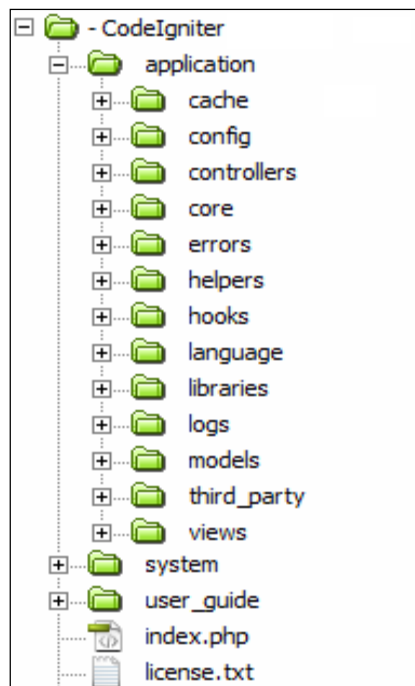 - CodeIgniter
application
cache
config
controllers
core
errors
helpers
hooks
language
libraries
logs
models
third_party
views
system
user_guide
index.php
license.txt